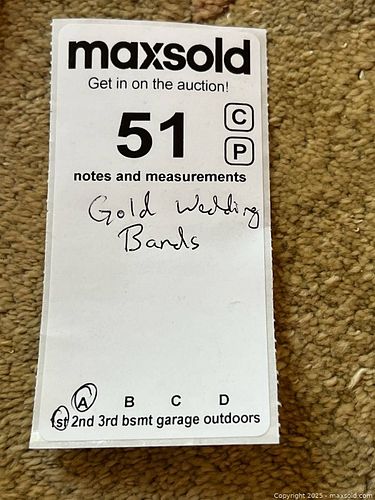 maxsold
Get in on the auction!
51
C
P
notes and measurements
Gold Wedding
Bands
A B C D
1st 2nd 3rd bsmt garage outdoors
Copyright © 2025 - maxsold.com